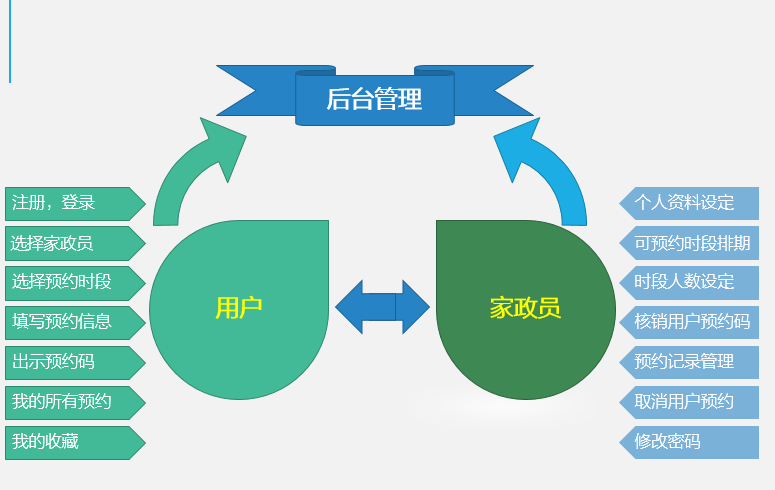 后台管理
注册，登录
选择家政员
选择预约时段
填写预约信息
出示预约码
我的所有预约
我的收藏
用户
家政员
个人资料设定
可预约时段排期
时段人数设定
核销用户预约码
预约记录管理
取消用户预约
修改密码